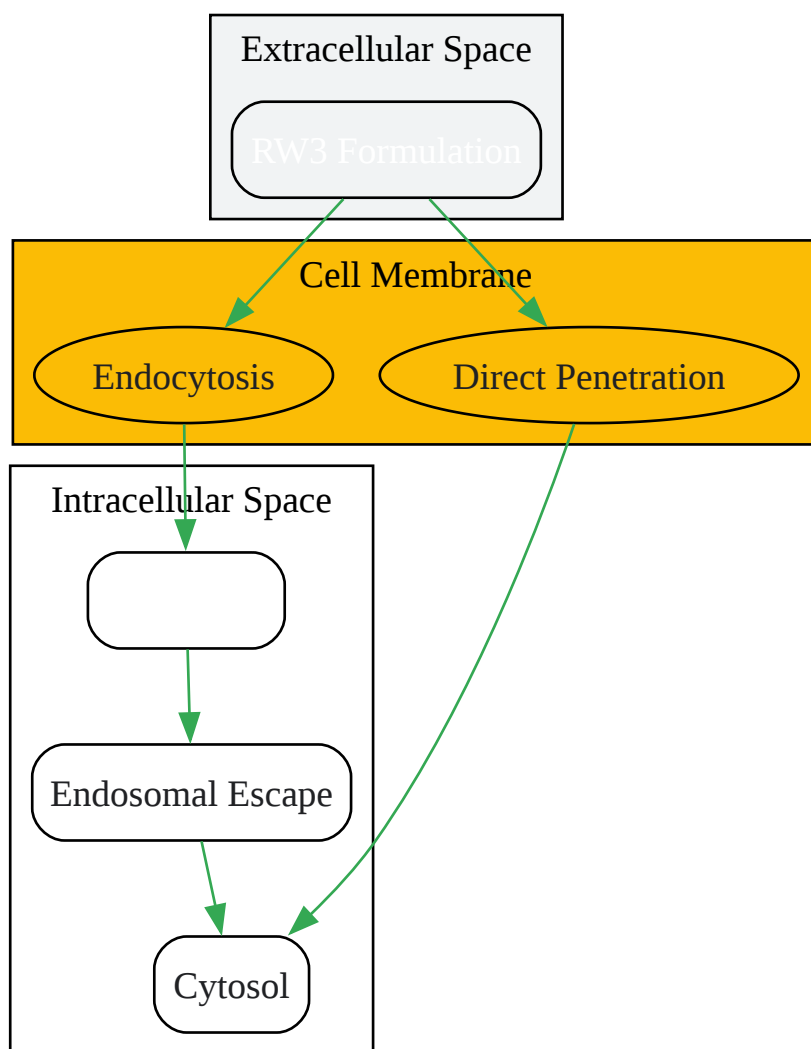 Extracellular Space
RW3 Formulation
Cell Membrane
Endocytosis
Direct Penetration
Intracellular Space
Endosomal Escape
Cytosol